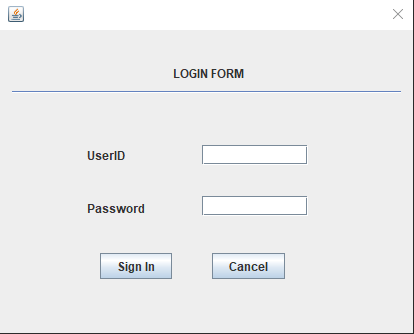 LOGIN FORM
UserID
Password
Sign In
Cancel